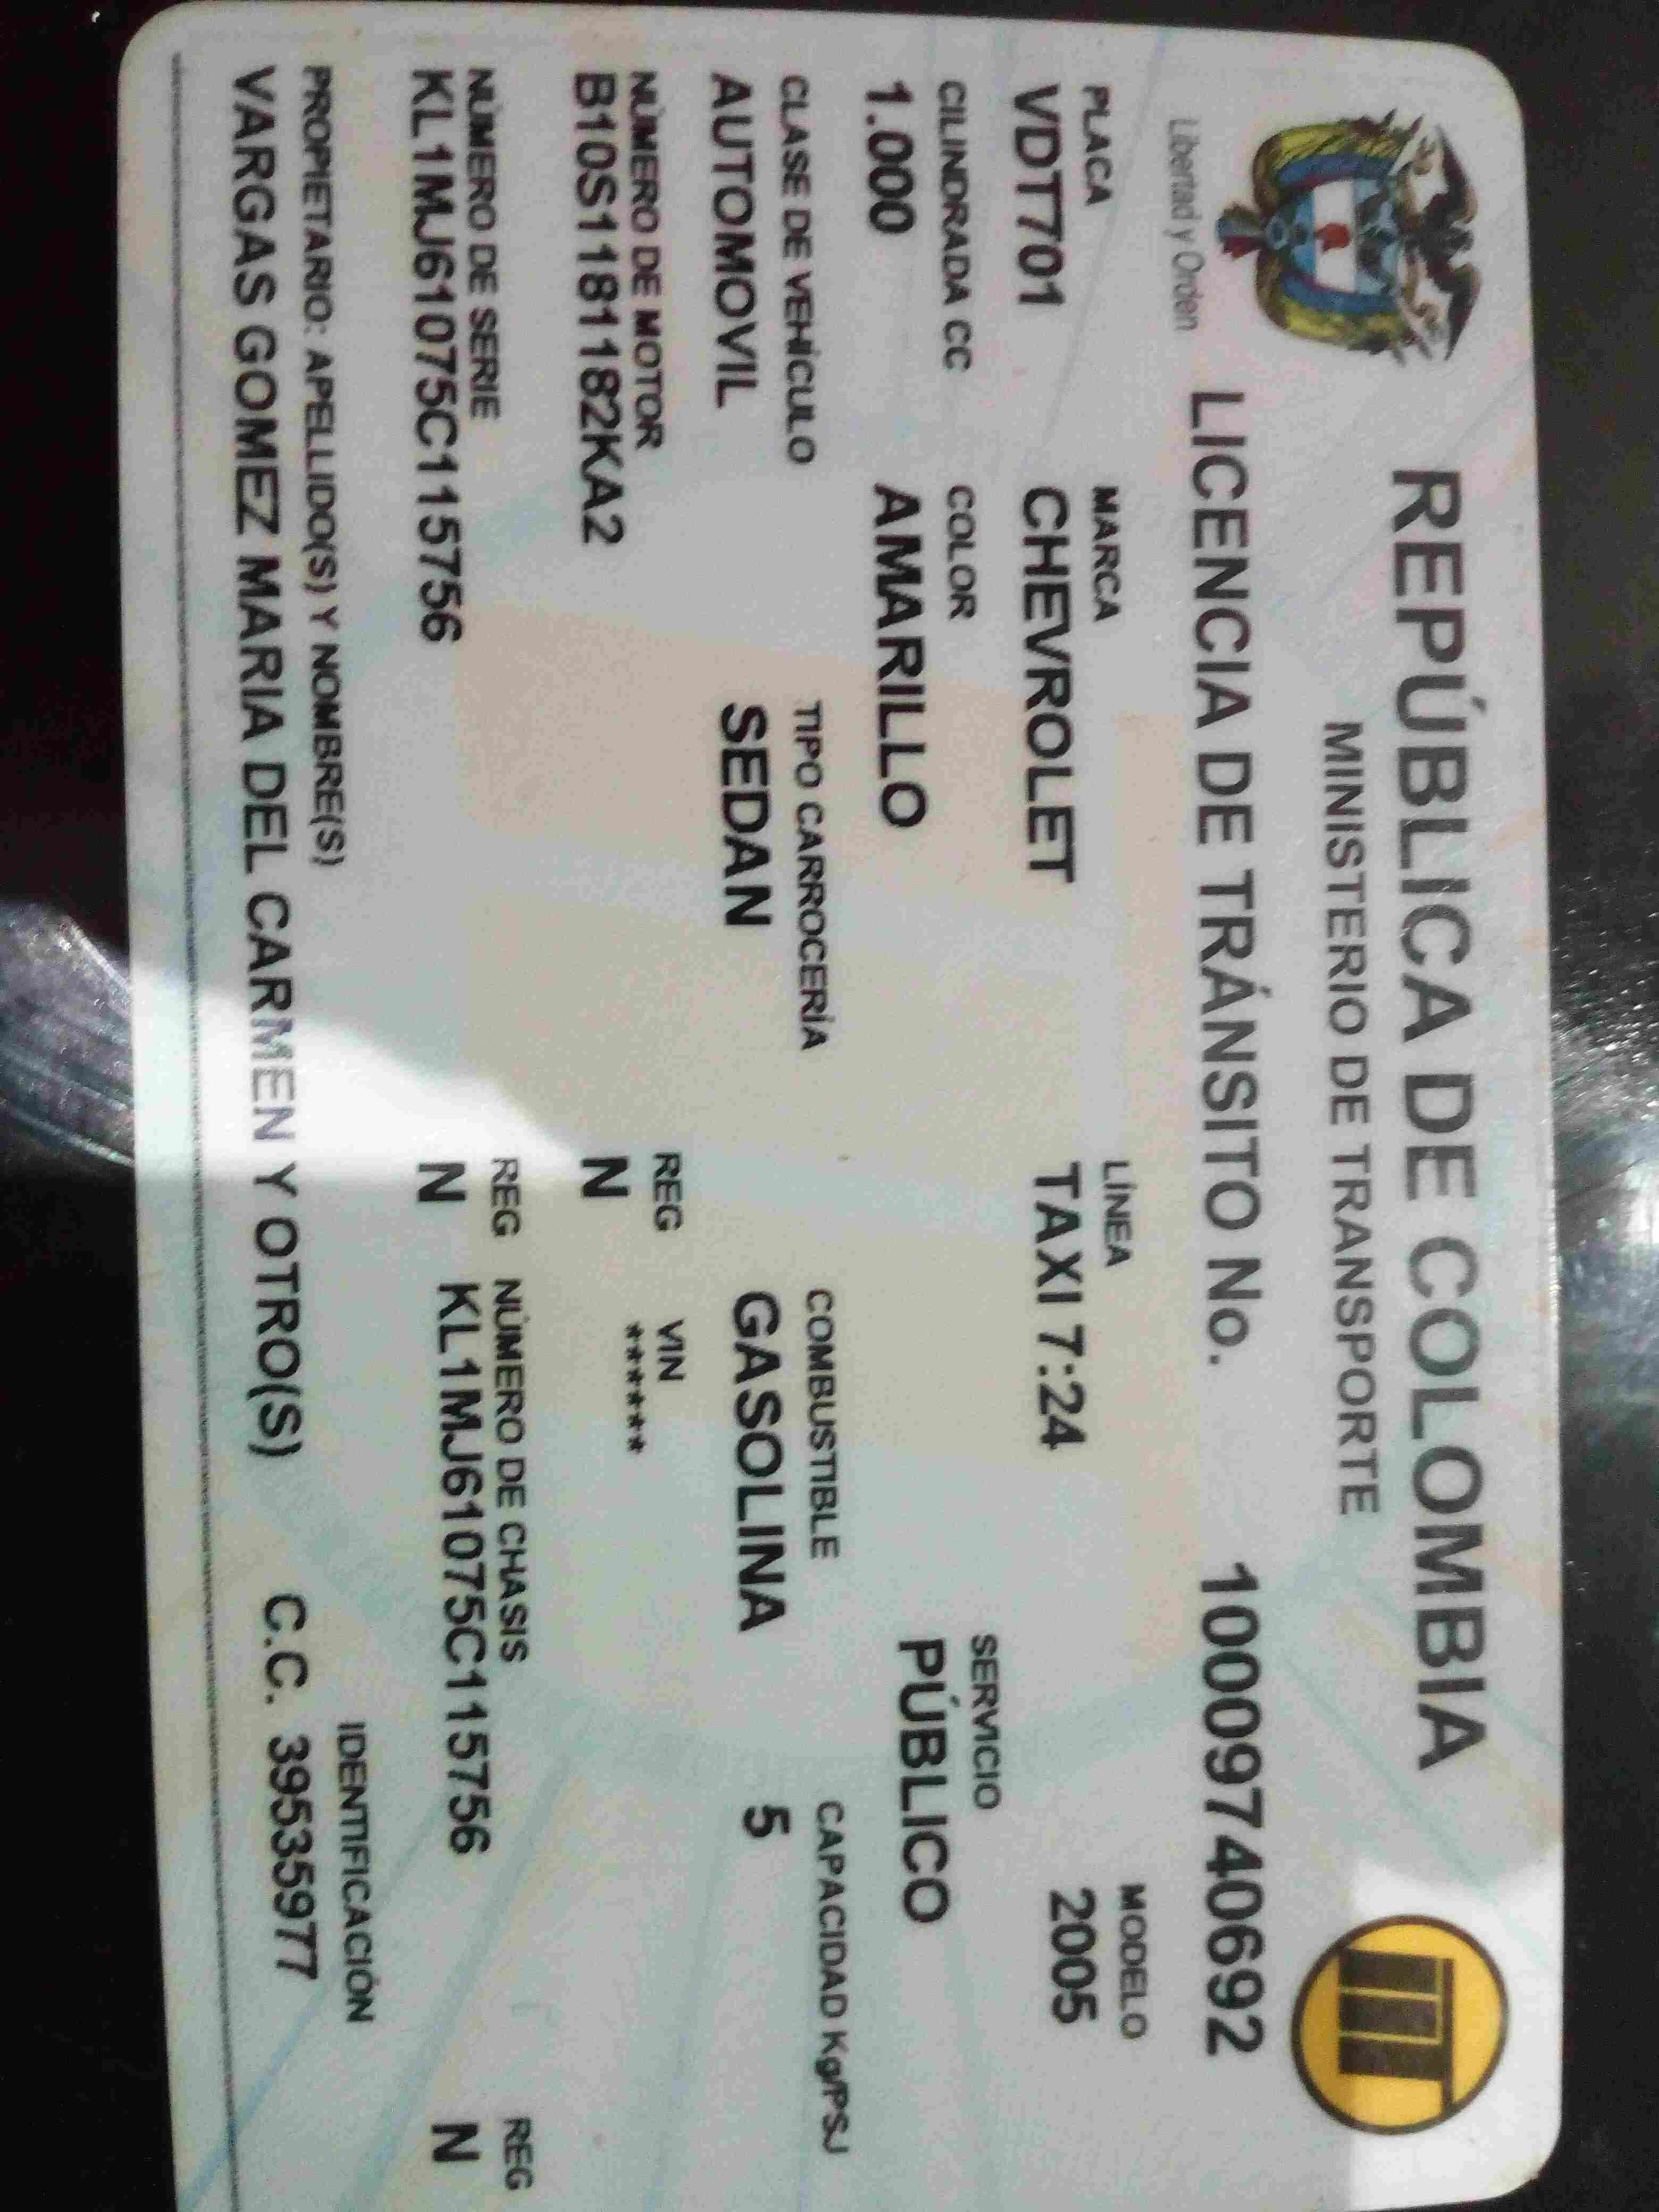 REPÚBLICA DE COLOMBIA
MINISTERIO DE TRANSPORTE
Libertad y Orden
LICENCIA DE TRÁNSITO No. 10009740692
PLACA MARCA LÍNEA MODELO
VDT701 CHEVROLET TAXI 7:24 2005
CILINDRADA CC COLOR SERVICIO
1.000 AMARILLO PÚBLICO
CLASE DE VEHÍCULO TIPO CARROCERÍA COMBUSTIBLE CAPACIDAD Kg/PSJ
AUTOMOVIL SEDAN GASOLINA 5
NÚMERO DE MOTOR REG VIN
B10S1181182KA2 N *****
NÚMERO DE SERIE REG NÚMERO DE CHASIS REG
KL1MJ61075C115756 N KL1MJ61075C115756 N
PROPIETARIO: APELLIDO(S) Y NOMBRE(S) IDENTIFICACIÓN
VARGAS GOMEZ MARIA DEL CARMEN Y OTRO(S) C.C. 39535977